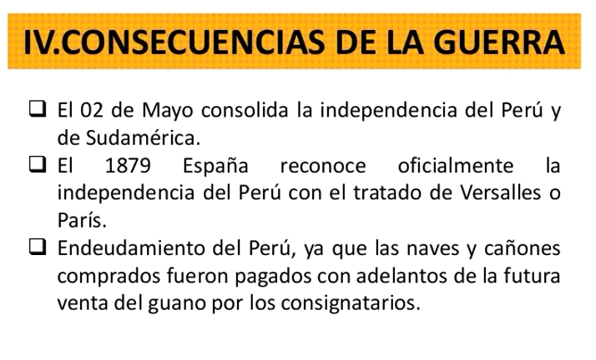 IV.CONSECUENCIAS DE LA GUERRA
El 02 de Mayo consolida la independencia del Perú y
de Sudamérica.
El 1879 España reconoce oficialmente la
independencia del Perú con el tratado de Versalles o
París.
Endeudamiento del Perú, ya que las naves y cañones
comprados fueron pagados con adelantos de la futura
venta del guano por los consignatarios.